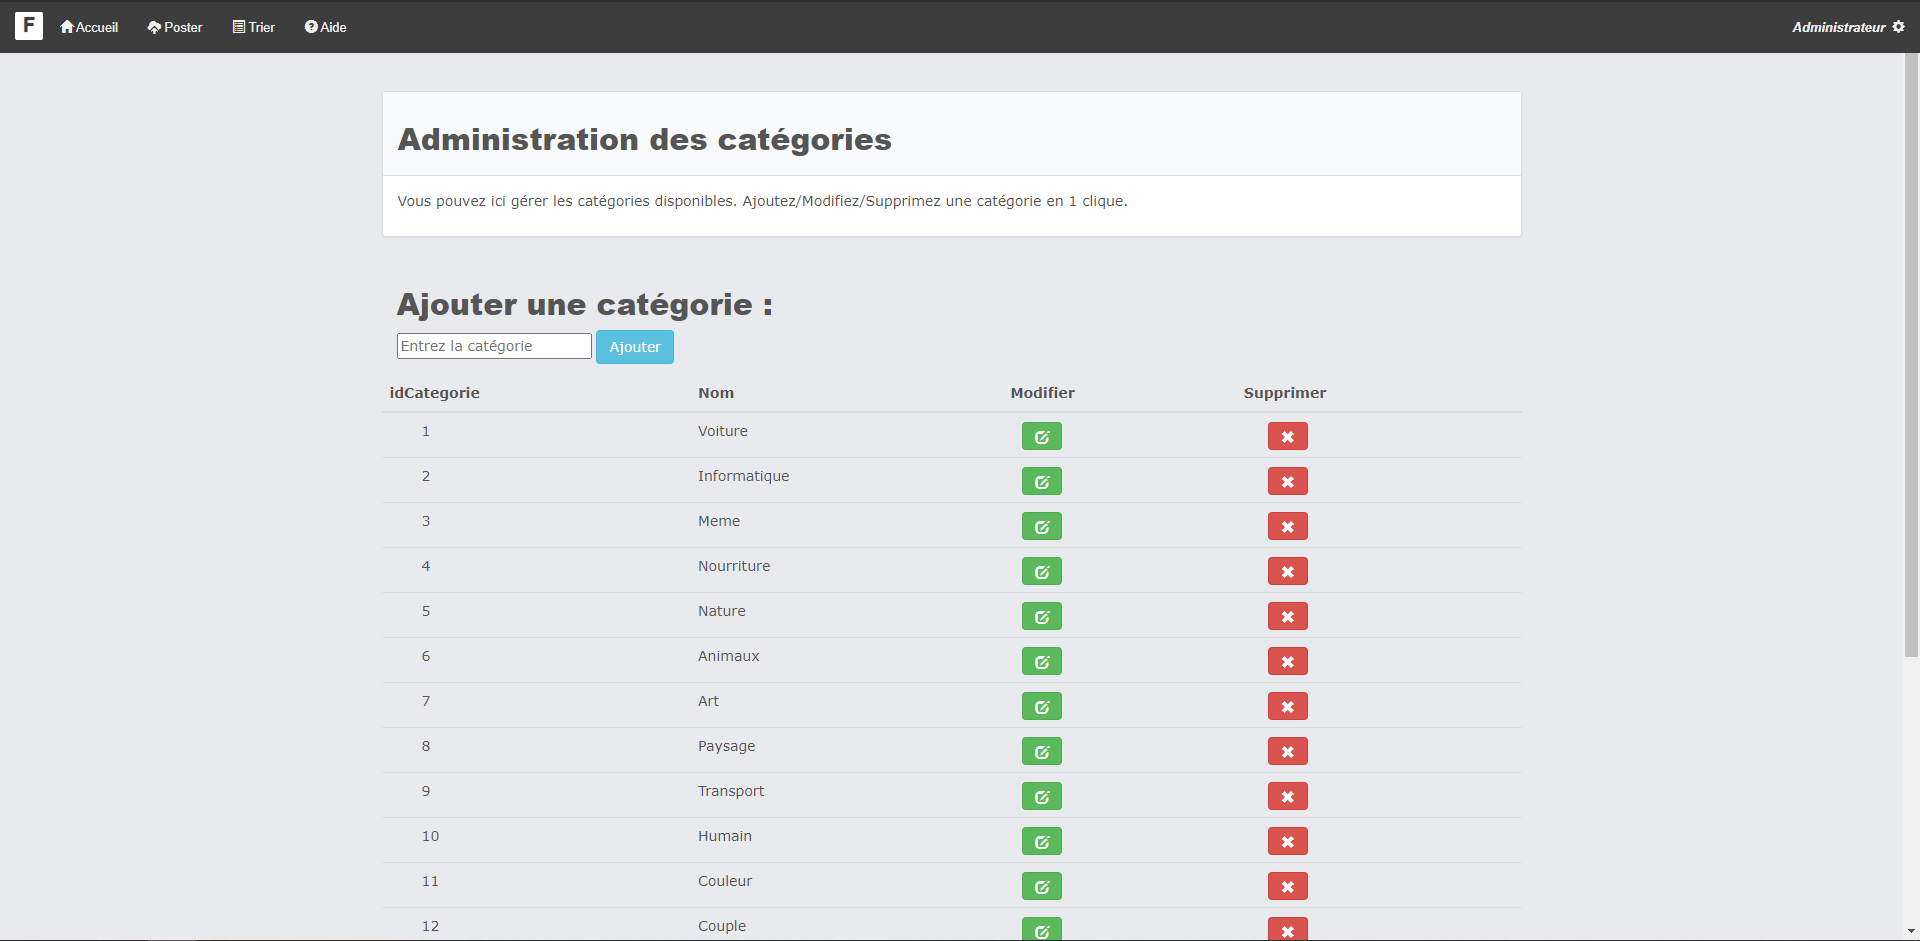 F Accueil Poster Trier Aide Administrateur
Administration des catégories
Vous pouvez ici gérer les catégories disponibles. Ajoutez/Modifiez/Supprimez une catégorie en 1 clique.
Ajouter une catégorie :
Entrez la catégorie Ajouter
idCategorie Nom Modifier Supprimer
1 Voiture
2 Informatique
3 Meme
4 Nourriture
5 Nature
6 Animaux
7 Art
8 Paysage
9 Transport
10 Humain
11 Couleur
12 Couple